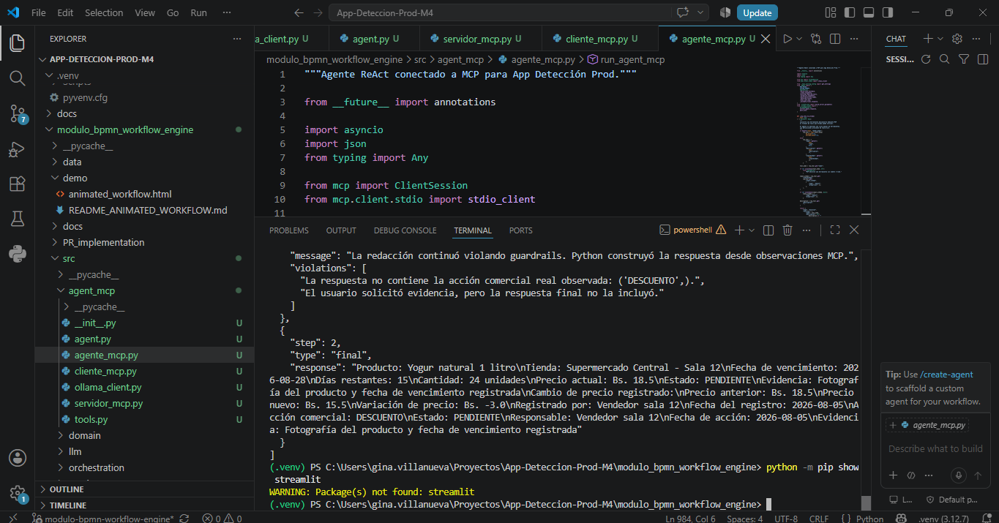 File Edit Selection View Go Run ··· App-Deteccion-Prod-M4 Update
EXPLORER ···
APP-DETECCION-PROD-M4
.venv
pyvenv.cfg
docs
modulo_bpmn_workflow_engine
__pycache__
data
demo
animated_workflow.html
README_ANIMATED_WORKFLOW.md
docs
PR_implementation
src
__pycache__
agent_mcp
__pycache__
__init__.py U
agent.py U
agente_mcp.py U
cliente_mcp.py U
ollama_client.py U
servidor_mcp.py U
tools.py U
domain
llm
orchestration
OUTLINE
TIMELINE
7
1
a_client.py U agent.py U servidor_mcp.py U cliente_mcp.py U agente_mcp.py U
modulo_bpmn_workflow_engine > src > agent_mcp > agente_mcp.py > run_agent_mcp
1 """Agente ReAct conectado a MCP para App Detección Prod."""
2
3 from __future__ import annotations
4
5 import asyncio
6 import json
7 from typing import Any
8
9 from mcp import ClientSession
10 from mcp.client.stdio import stdio_client
11
PROBLEMS OUTPUT DEBUG CONSOLE TERMINAL PORTS powershell
"message": "La redacción continuó violando guardrails. Python construyó la respuesta desde observaciones MCP.",
"violations": [
"La respuesta no contiene la acción comercial real observada: ('DESCUENTO',).",
"El usuario solicitó evidencia, pero la respuesta final no la incluyó."
]
},
{
"step": 2,
"type": "final",
"response": "Producto: Yogur natural 1 litro\nTienda: Supermercado Central - Sala 12\nFecha de vencimiento: 202
6-08-28\nDías restantes: 15\nCantidad: 24 unidades\nPrecio actual: Bs. 18.5\nEstado: PENDIENTE\nEvidencia: Fotograf
ía del producto y fecha de vencimiento registrada\nCambio de precio registrado:\nPrecio anterior: Bs. 18.5\nPrecio
nuevo: Bs. 15.5\nVariación de precio: Bs. -3.0\nRegistrado por: Vendedor sala 12\nFecha del registro: 2026-08-05\nA
cción comercial: DESCUENTO\nEstado: PENDIENTE\nResponsable: Vendedor sala 12\nFecha de acción: 2026-08-05\nEvidenci
a: Fotografía del producto y fecha de vencimiento registrada"
}
]
(.venv) PS C:\Users\gina.villanueva\Proyectos\App-Deteccion-Prod-M4\modulo_bpmn_workflow_engine> python -m pip show
streamlit
WARNING: Package(s) not found: streamlit
(.venv) PS C:\Users\gina.villanueva\Proyectos\App-Deteccion-Prod-M4\modulo_bpmn_workflow_engine>
CHAT
SESSI...
Tip: Use /create-agent
to scaffold a custom
agent for your workflow.
agente_mcp.py
Describe what to build
L... Default p...
modulo-bpmn-workflow-engine* 0 0 Ln 984, Col 6 Spaces: 4 UTF-8 CRLF { } Python .venv (3.12.7)